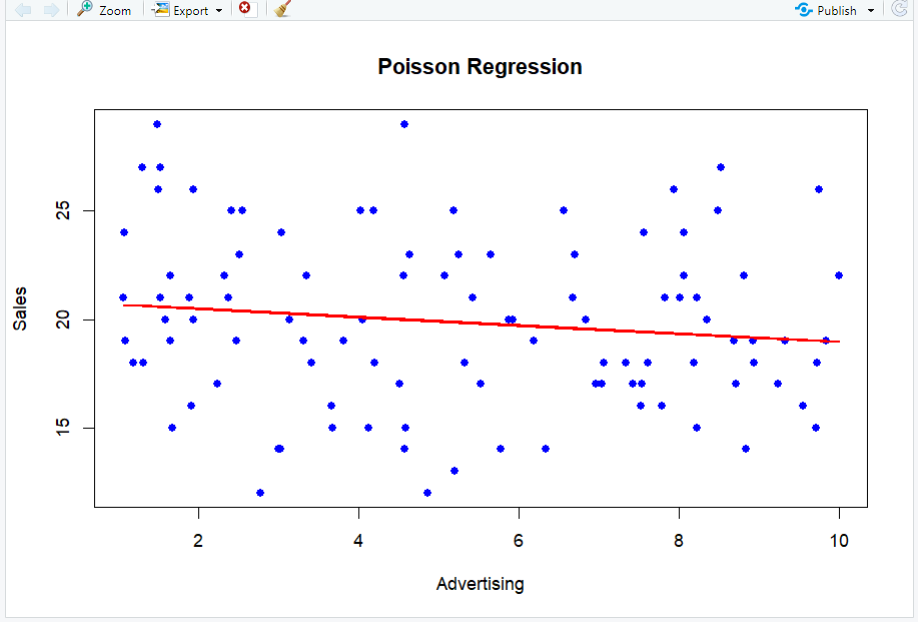 Zoom Export Publish
Poisson Regression
25
20
15
Sales
2 4 6 8 10
Advertising